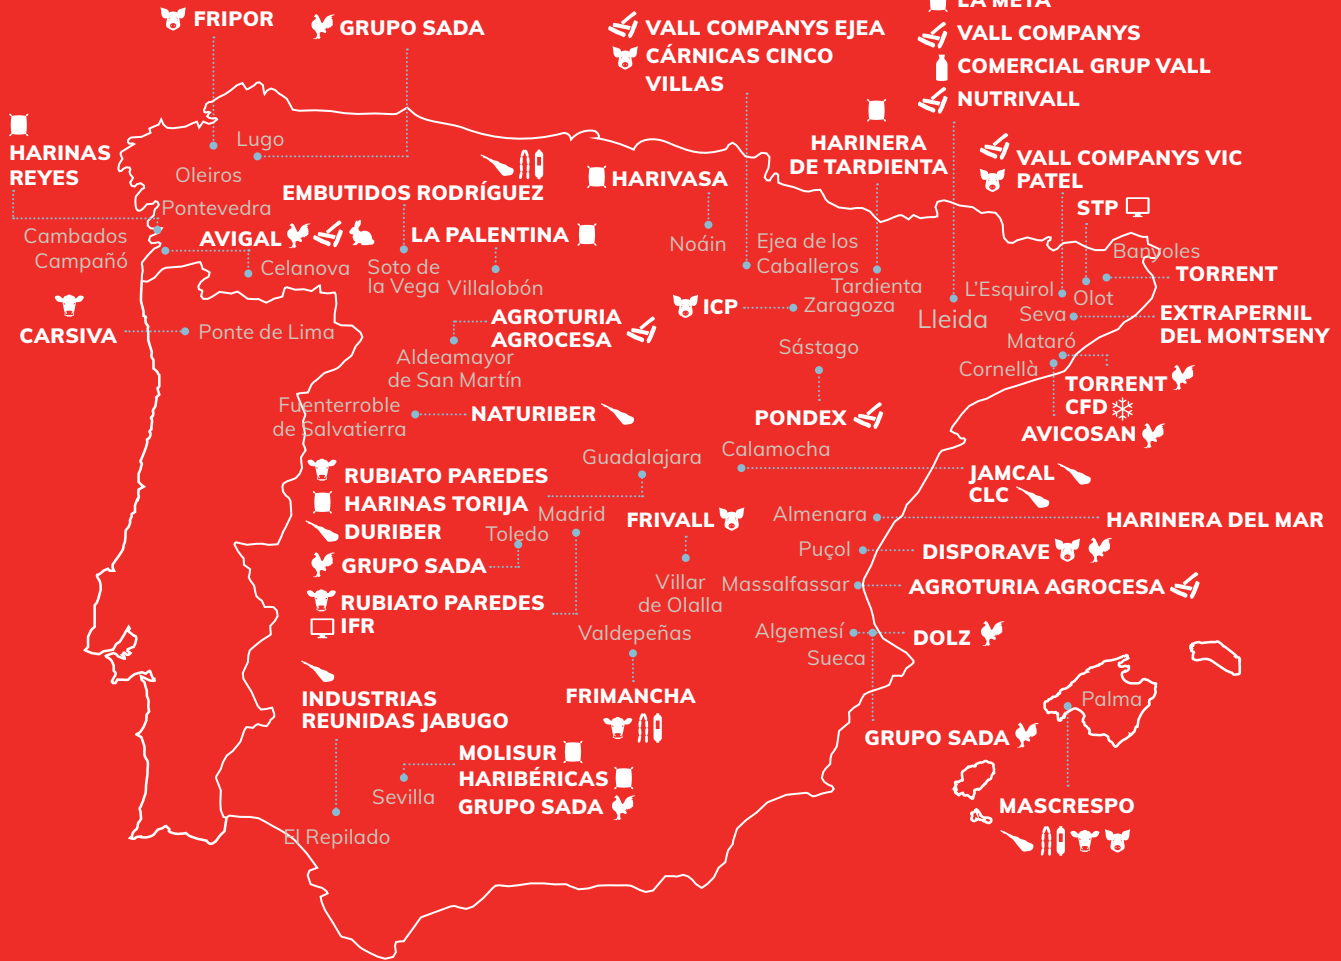 LA META
FRIPOR
GRUPO SADA
VALL COMPANYS EJEA
CÁRNICAS CINCO
VILLAS
VALL COMPANYS
COMERCIAL GRUP VALL
NUTRIVALL
HARINAS
REYES
Lugo
Oleiros
HARINERA
DE TARDIENTA
VALL COMPANYS VIC
PATEL
EMBUTIDOS RODRÍGUEZ
HARIVASA
STP
Pontevedra
Cambados
Campañó
AVIGAL
LA PALENTINA
Noáin
Ejea de los
Caballeros
Banyoles
Celanova
Soto de
la Vega
Villalobón
Tardienta
L'Esquirol
Olot
TORRENT
ICP
Zaragoza
Lleida
Seva
EXTRAPERNIL
DEL MONTSENY
CARSIVA
Ponte de Lima
AGROTURIA
AGROCESA
Aldeamayor
de San Martín
Sástago
Mataró
Cornellà
TORRENT
CFD
Fuenterroble
de Salvatierra
NATURIBER
PONDEX
AVICOSAN
Guadalajara
Calamocha
RUBIATO PAREDES
HARINAS TORIJA
DURIBER
JAMCAL
CLC
Madrid
Toledo
FRIVALL
Almenara
HARINERA DEL MAR
Puçol
DISPORAVE
GRUPO SADA
Villar
de Olalla
Massalfassar
AGROTURIA AGROCESA
RUBIATO PAREDES
IFR
Valdepeñas
Algemesí
DOLZ
Sueca
INDUSTRIAS
REUNIDAS JABUGO
FRIMANCHA
Palma
GRUPO SADA
MOLISUR
HARIBÉRICAS
GRUPO SADA
Sevilla
MASCRESPO
El Repilado